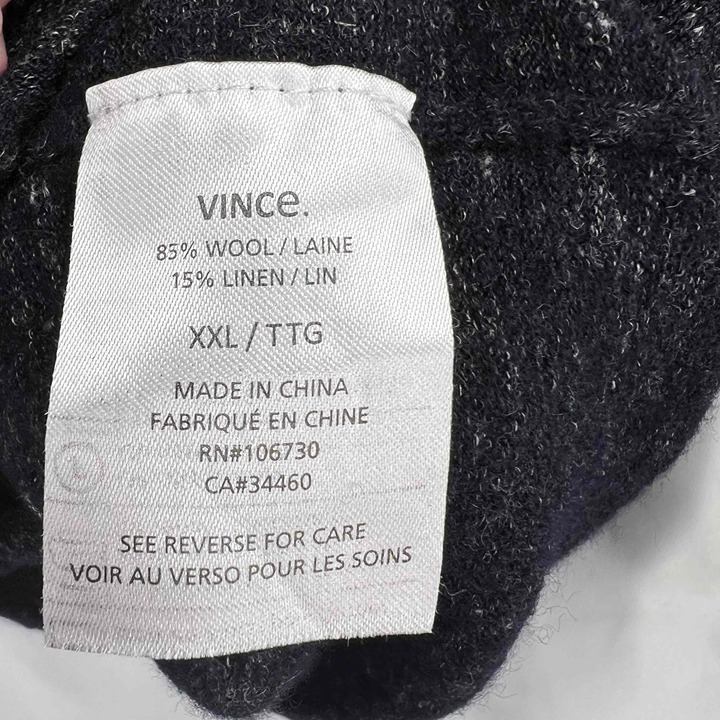 VINCe.
85% WOOL / LAINE
15% LINEN / LIN
XXL / TTG
MADE IN CHINA
FABRIQUÉ EN CHINE
RN#106730
CA#34460
SEE REVERSE FOR CARE
VOIR AU VERSO POUR LES SOINS